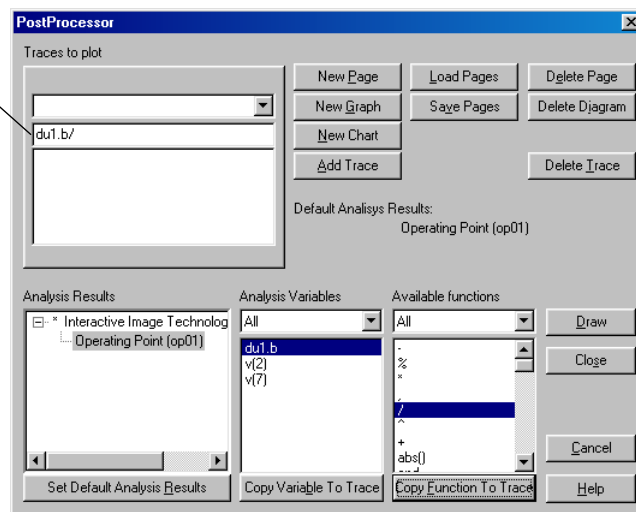 PostProcessor
Traces to plot
du1.b/
New Page
Load Pages
Delete Page
New Graph
Save Pages
Delete Djagram
New Chart
Add Trace
Delete Trace
Default Analisys Results:
Operating Point (op01)
Analysis Results
* Interactive Image Technolog
Operating Point (op01)
Set Default Analysis Results
Analysis Variables
All
du1.b
v(2)
v(7)
Copy Variable To Trace
Available functions
All
-
%
*
,
/
^
+
abs()
Copy Function To Trace
Draw
Close
Cancel
Help